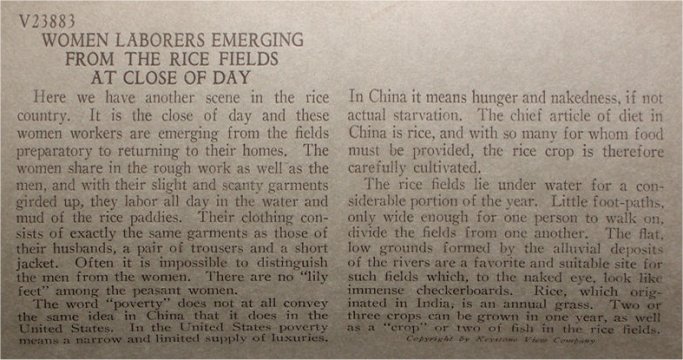 V23883
WOMEN LABORERS EMERGING
FROM THE RICE FIELDS
AT CLOSE OF DAY
Here we have another scene in the rice
country. It is the close of day and these
women workers are emerging from the fields
preparatory to returning to their homes. The
women share in the rough work as well as the
men, and with their slight and scanty garments
girded up, they labor all day in the water and
mud of the rice paddies. Their clothing con-
sists of exactly the same garments as those of
their husbands, a pair of trousers and a short
jacket. Often it is impossible to distinguish
the men from the women. There are no "lily
feet" among the peasant women.
The word "poverty" does not at all convey
the same idea in China that it does in the
United States. In the United States poverty
means a narrow and limited supply of luxuries.
In China it means hunger and nakedness, if not
actual starvation. The chief article of diet in
China is rice, and with so many for whom food
must be provided, the rice crop is therefore
carefully cultivated.
The rice fields lie under water for a con-
siderable portion of the year. Little foot-paths,
only wide enough for one person to walk on,
divide the fields from one another. The flat,
low grounds formed by the alluvial deposits
of the rivers are a favorite and suitable site for
such fields which, to the naked eye, look like
immense checkerboards. Rice, which orig-
inated in India, is an annual grass. Two or
three crops can be grown in one year, as well
as a "crop" or two of fish in the rice fields.
Copyright by Keystone View Company